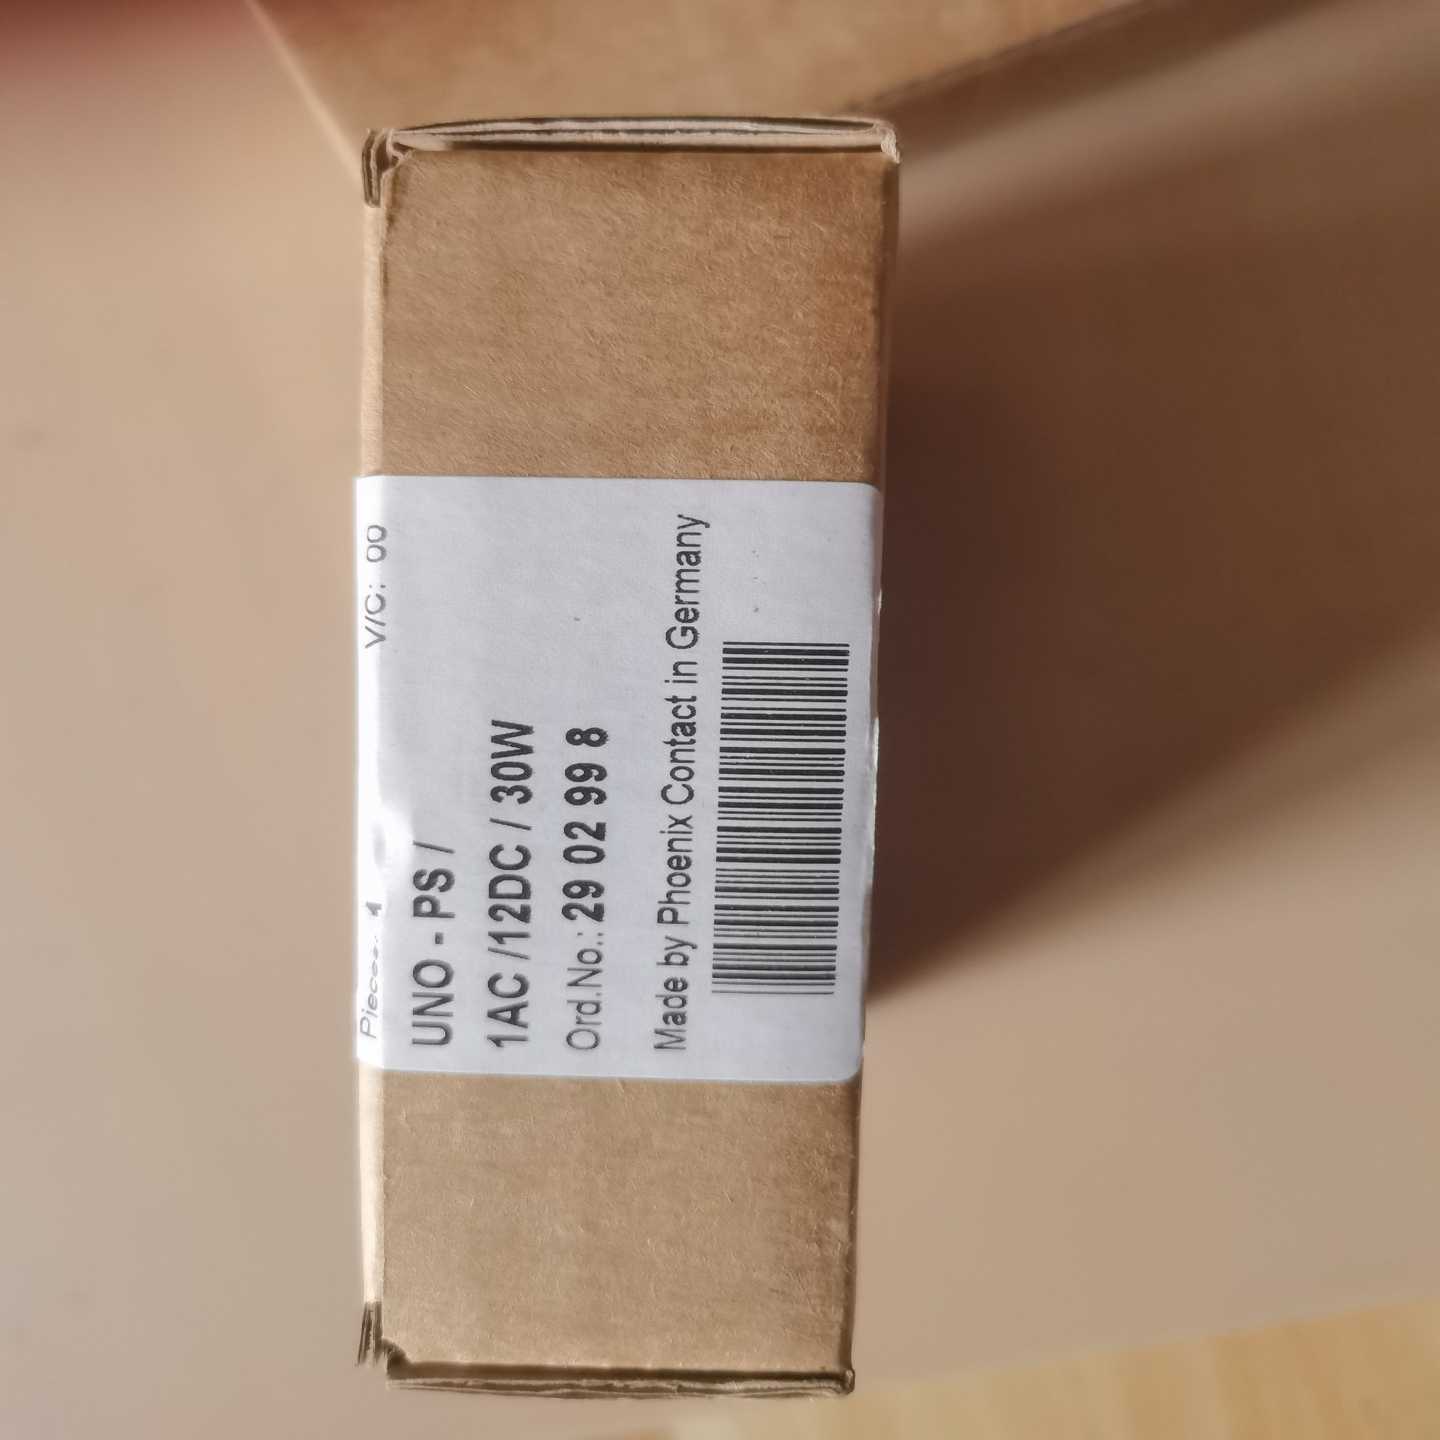 Pieces: 1 V/C: 00
UNO - PS /
1AC /12DC / 30W
Ord.No.: 29 02 99 8
Made by Phoenix Contact in Germany